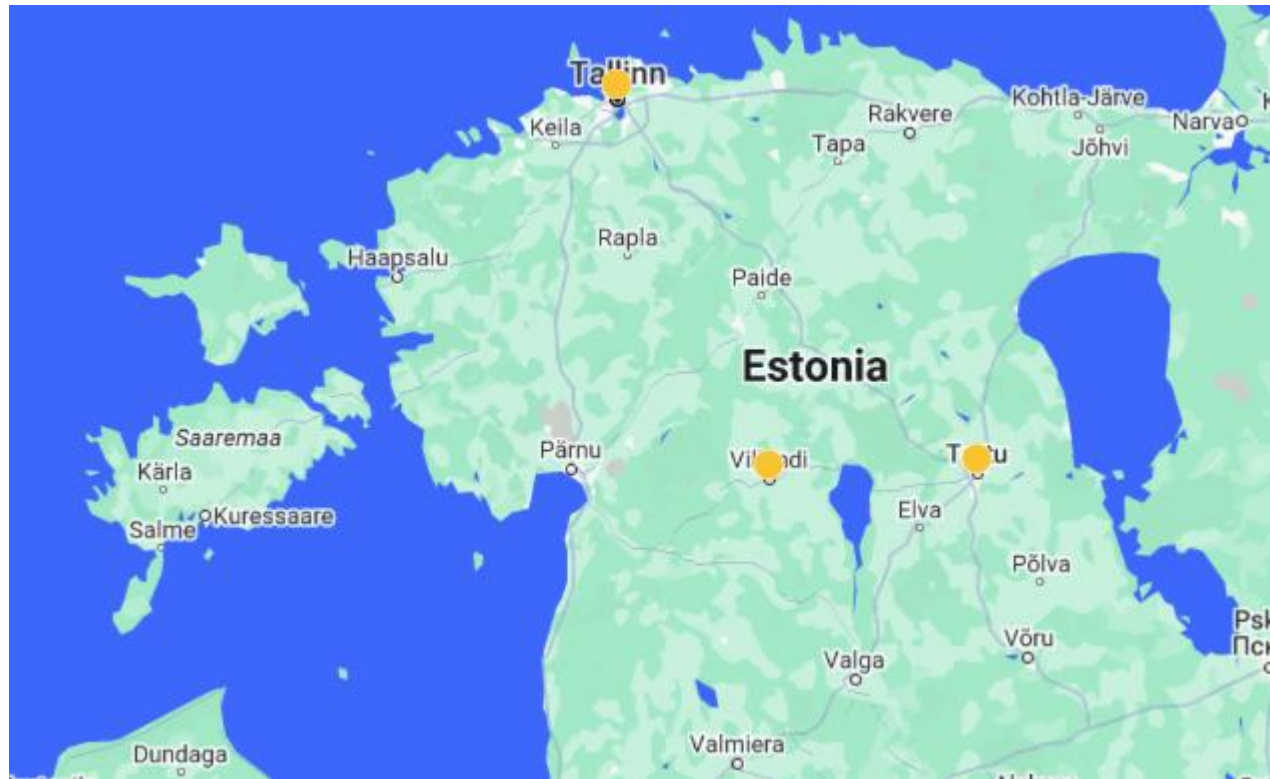 Tallinn
Keila
Rakvere
Kohtla-Järve
Narva
Tapa
Jõhvi
Haapsalu
Rapla
Paide
Estonia
Saaremaa
Kärla
Pärnu
Salme
Kuressaare
Elva
Põlva
Võru
Valga
Valmiera
Dundaga